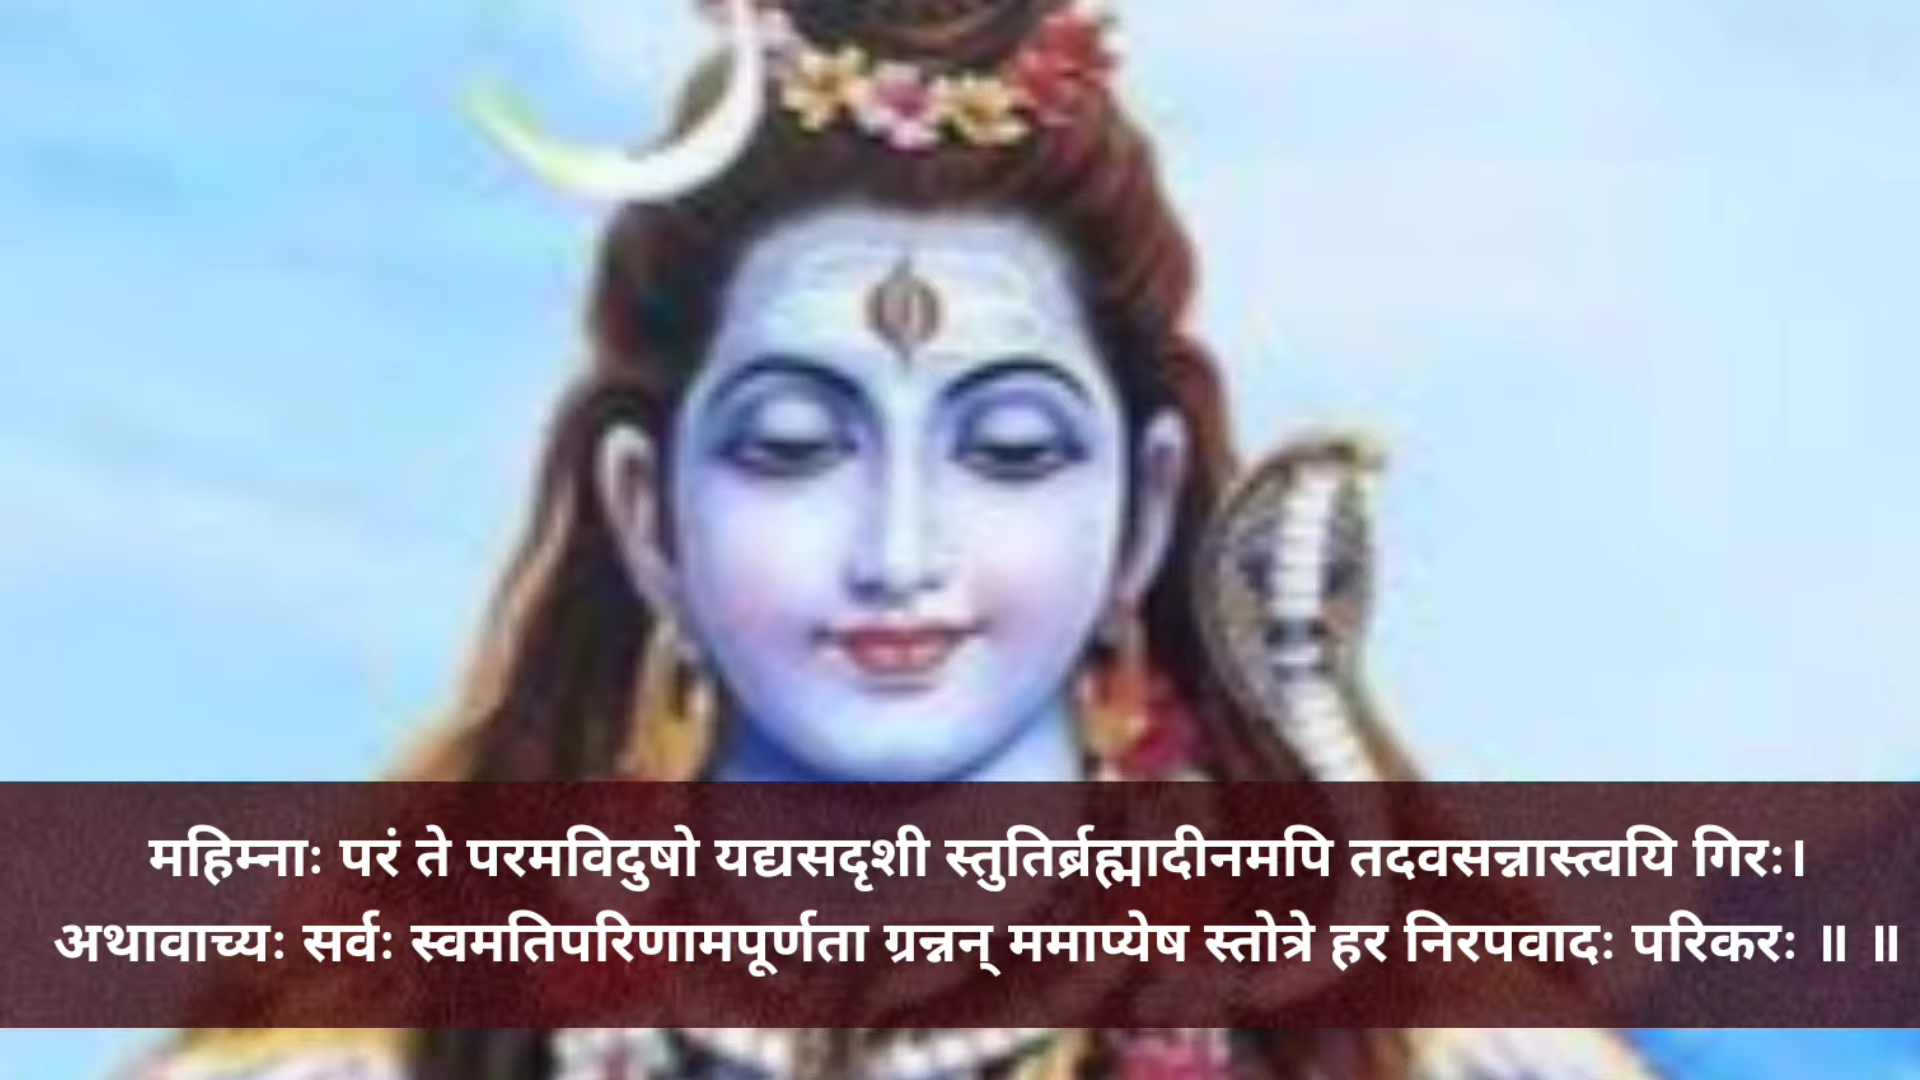 महिम्नाः परं ते परमविदुषो यद्यसदृशी स्तुतिर्ब्रह्मादीनमपि तदवसन्नास्त्वयि गिरः।
अथावाच्यः सर्वः स्वमतिपरिणामपूर्णता ग्रन्नन् ममाप्येष स्तोत्रे हर निरपवादः परिकरः ॥ ॥